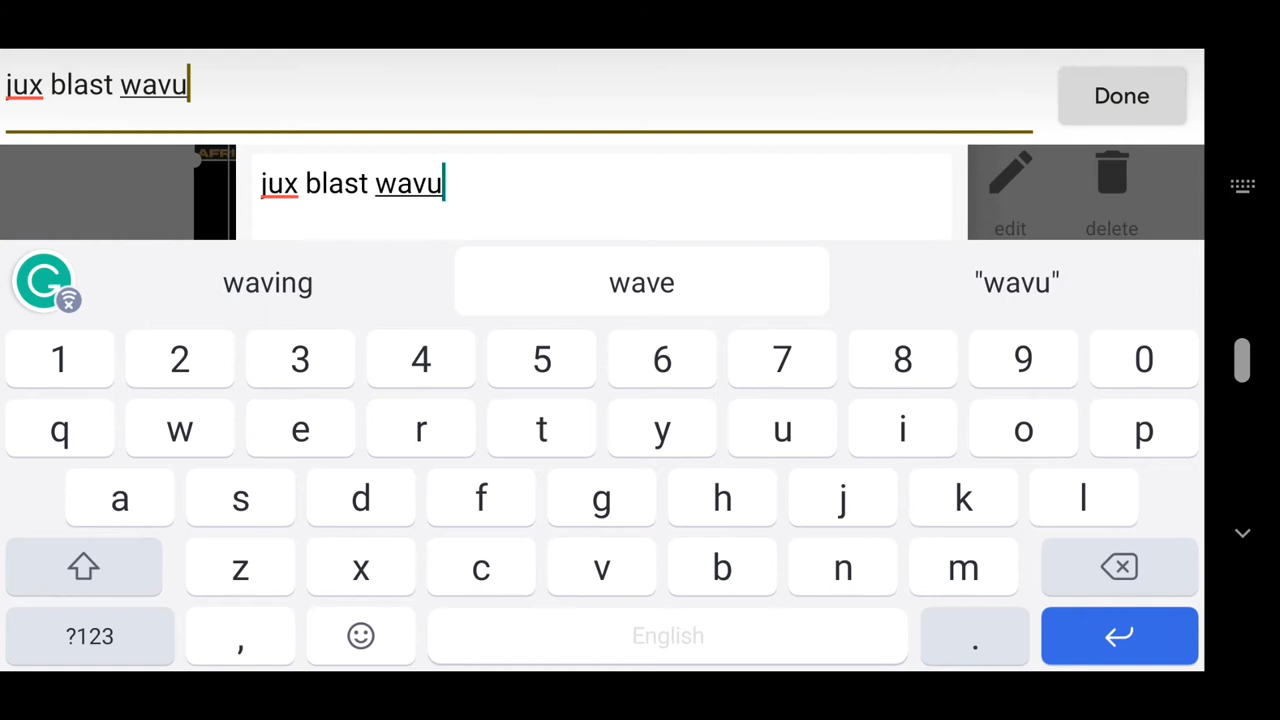 jux blast wavu
Done
AFRI
jux blast wavu
edit
delete
G
waving
wave
"wavu"
1 2 3 4 5 6 7 8 9 0
q w e r t y u i o p
a s d f g h j k l
z x c v b n m
?123 , English .